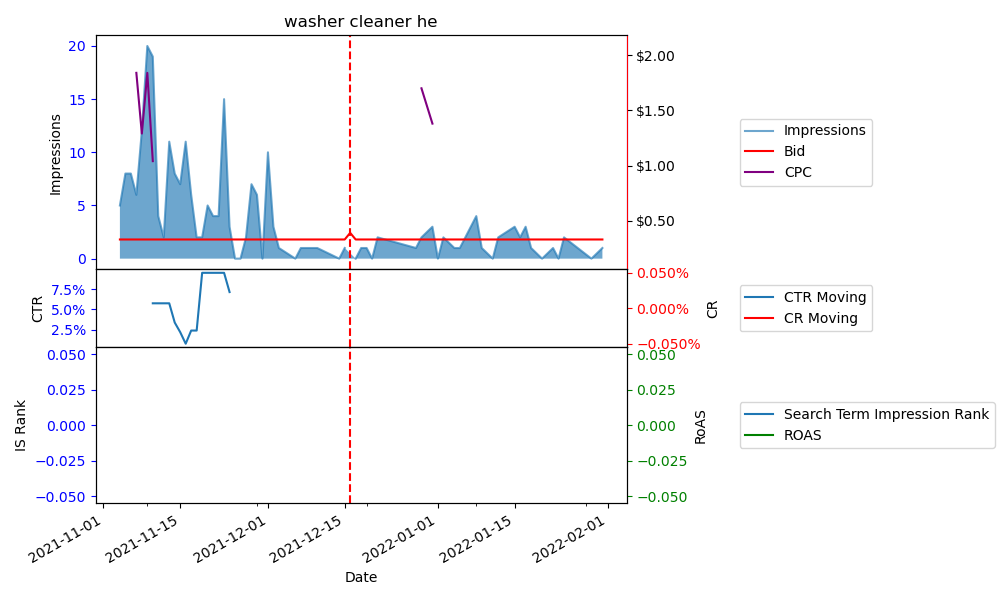 washer cleaner he
20
15
10
5
0
Impressions
$2.00
$1.50
$1.00
$0.50
Impressions
Bid
CPC
7.5%
5.0%
2.5%
CTR
0.050%
0.000%
−0.050%
CR
CTR Moving
CR Moving
0.050
0.025
0.000
−0.025
−0.050
IS Rank
0.050
0.025
0.000
−0.025
−0.050
RoAS
Search Term Impression Rank
ROAS
2021-11-01
2021-11-15
2021-12-01
2021-12-15
2022-01-01
2022-01-15
2022-02-01
Date